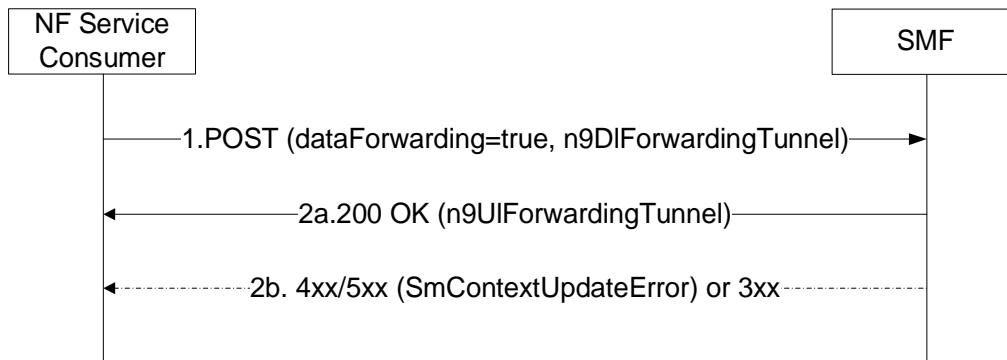 NF Service
Consumer
SMF
1.POST (dataForwarding=true, n9DlForwardingTunnel)
2a.200 OK (n9UlForwardingTunnel)
2b. 4xx/5xx (SmContextUpdateError) or 3xx